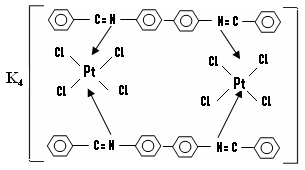 C=N N=C
Cl Cl Cl Cl
Pt Pt
K4
Cl Cl Cl Cl
C=N N=C